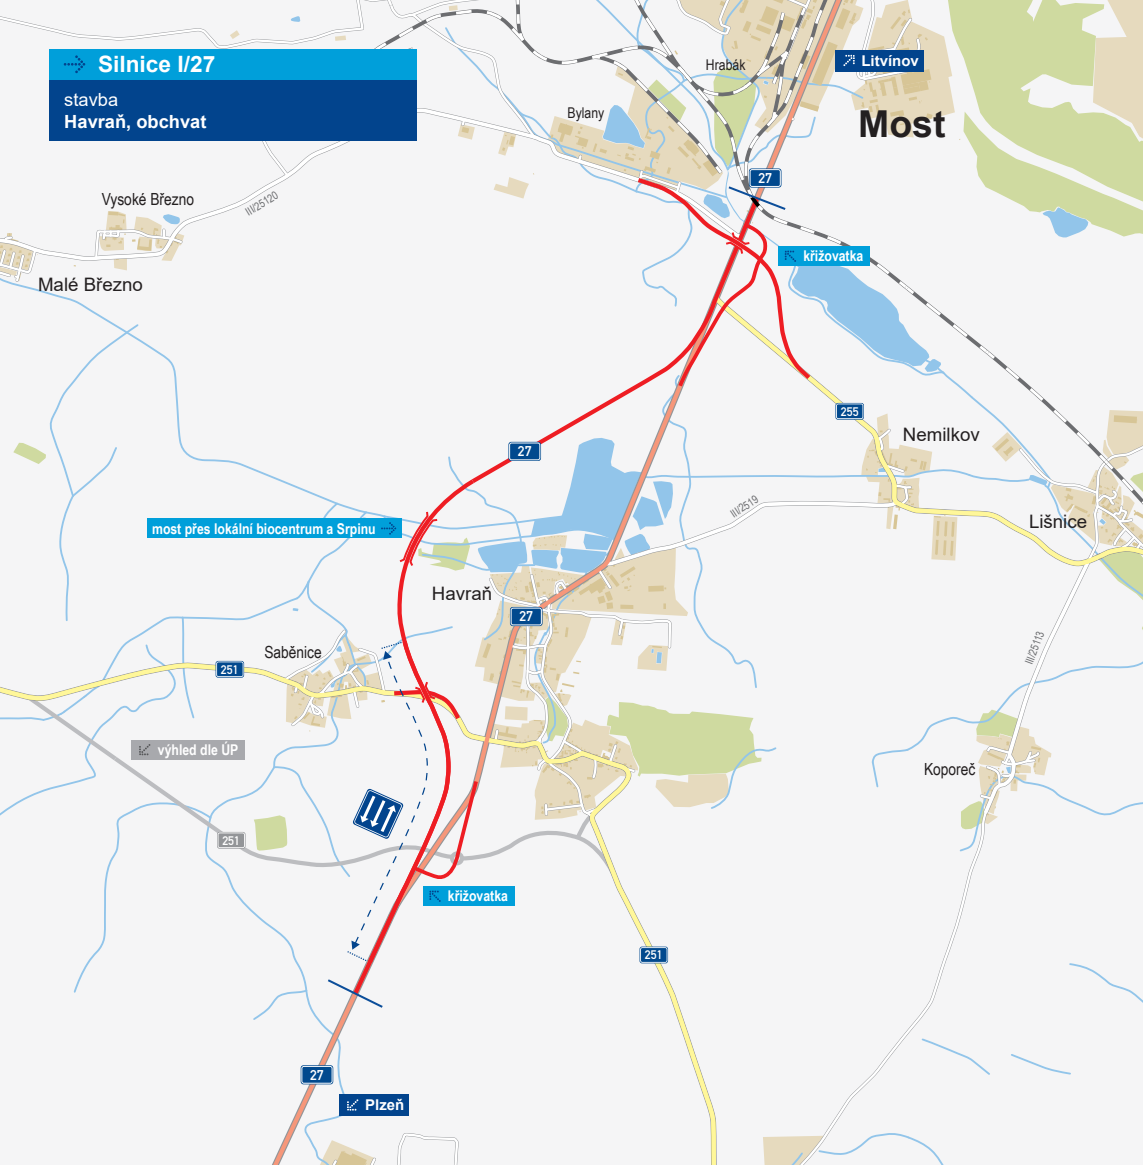 Silnice I/27
stavba
Havraň, obchvat
Hrabák
Litvínov
Bylany
Most
27
Vysoké Březno
III/25120
křižovatka
Malé Březno
255
Nemilkov
27
III/2519
most přes lokální biocentrum a Srpinu
Lišnice
Havraň
27
Saběnice
III/25113
251
výhled dle ÚP
Koporeč
251
křižovatka
251
27
Plzeň